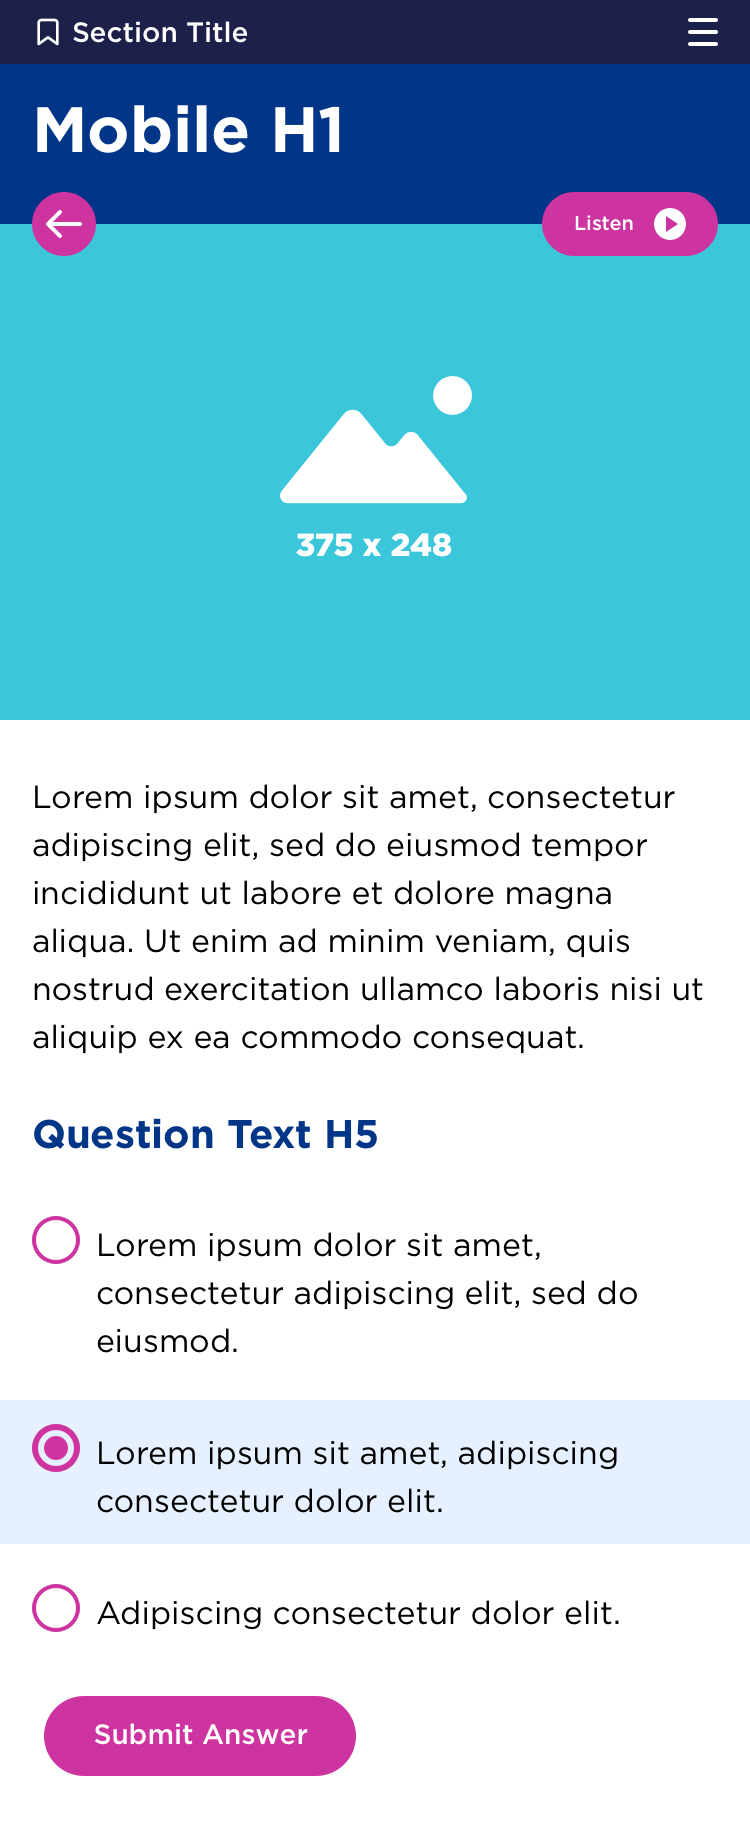 Section Title
Mobile H1
Listen
375 x 248
Lorem ipsum dolor sit amet, consectetur
adipiscing elit, sed do eiusmod tempor
incididunt ut labore et dolore magna
aliqua. Ut enim ad minim veniam, quis
nostrud exercitation ullamco laboris nisi ut
aliquip ex ea commodo consequat.
Question Text H5
Lorem ipsum dolor sit amet,
consectetur adipiscing elit, sed do
eiusmod.
Lorem ipsum sit amet, adipiscing
consectetur dolor elit.
Adipiscing consectetur dolor elit.
Submit Answer